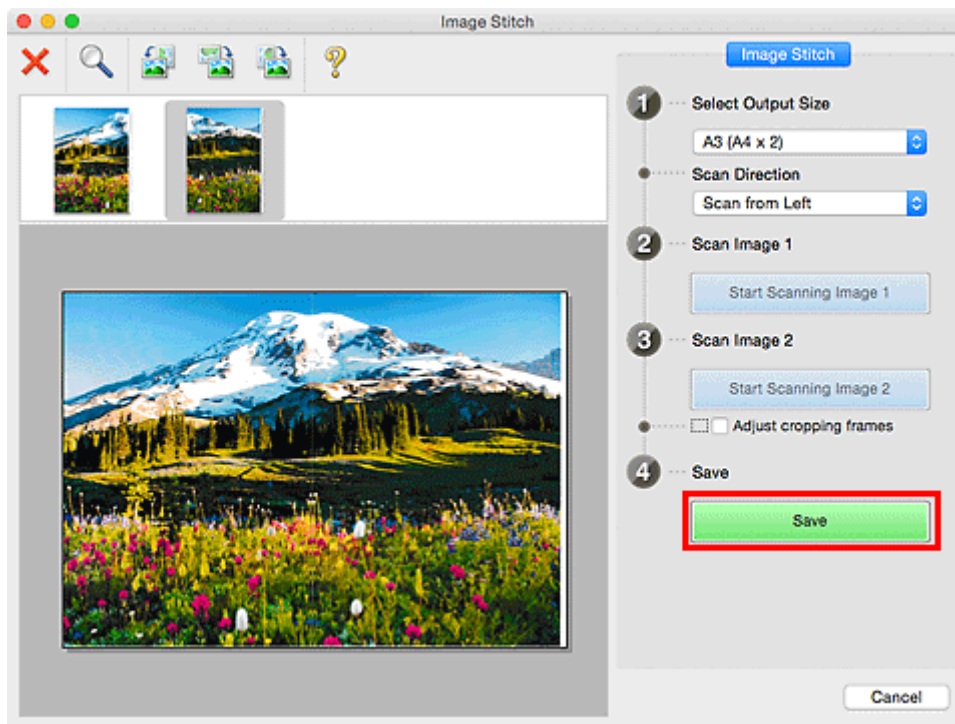 Image Stitch
Image Stitch
1 Select Output Size
A3 (A4 x 2)
Scan Direction
Scan from Left
2 Scan Image 1
Start Scanning Image 1
3 Scan Image 2
Start Scanning Image 2
Adjust cropping frames
4 Save
Save
Cancel